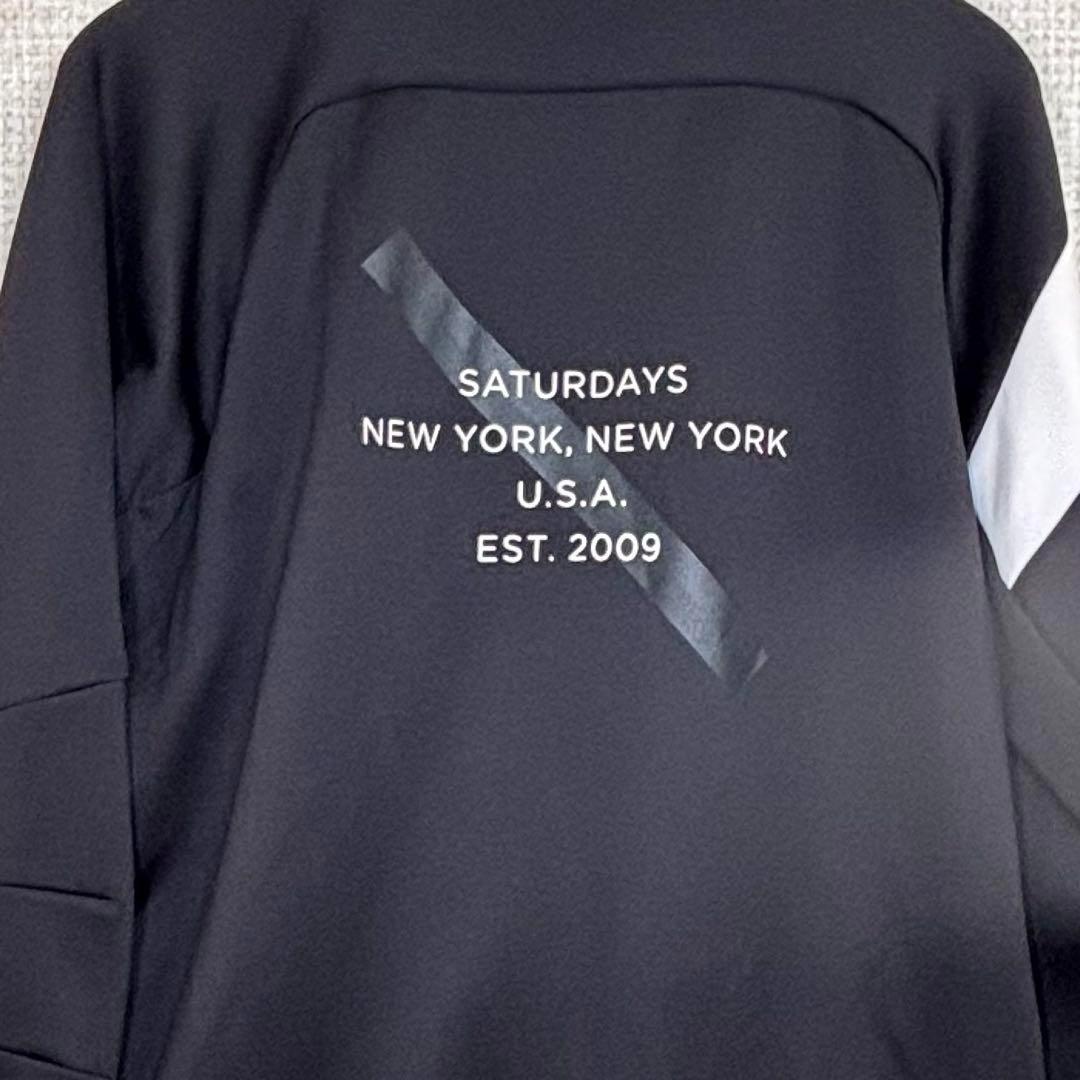 SATURDAYS
NEW YORK, NEW YORK
U.S.A.
EST. 2009